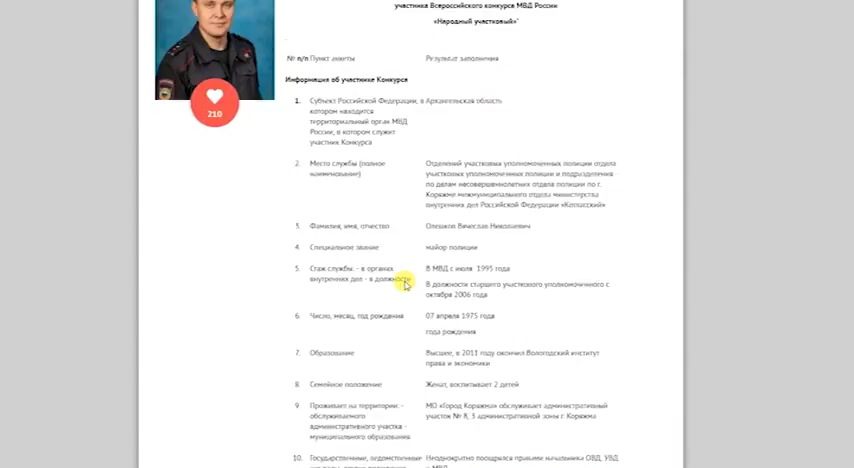 участника Всероссийского конкурса МВД России
«Народный участковый»"
№ п/п Пункт анкеты Результат заполнения
Информация об участнике Конкурса
1. Субъект Российской Федерации, в Архангельская область
котором находится
территориальный орган МВД
России, в котором служит
участник Конкурса
2. Место службы (полное Отделений участковых уполномоченных полиции отдела
наименование) участковых уполномоченных полиции и подразделения
по делам несовершеннолетних отдела полиции по г.
Коряжме межмуниципального отдела министерства
внутренних дел Российской Федерации «Котласский»
3. Фамилия, имя, отчество Олешков Вячеслав Николаевич
4. Специальное звание майор полиции
5. Стаж службы: - в органах В МВД с июля 1995 года
внутренних дел - в должности
В должности старшего участкового уполномоченного с
октября 2006 года
6. Число, месяц, год рождения 07 апреля 1975 года
года рождения
7. Образование Высшее, в 2011 году окончил Вологодский институт
права и экономики
8. Семейное положение Женат, воспитывает 2 детей
9 Проживает на территории: - МО «Город Коряжма» обслуживает административный
обслуживаемого участок № 8, 3 административной зоны г. Коряжма
административного участка -
муниципального образования
10. Государственные, ведомственные Неоднократно поощрялся правами начальника ОВД, УВД
210